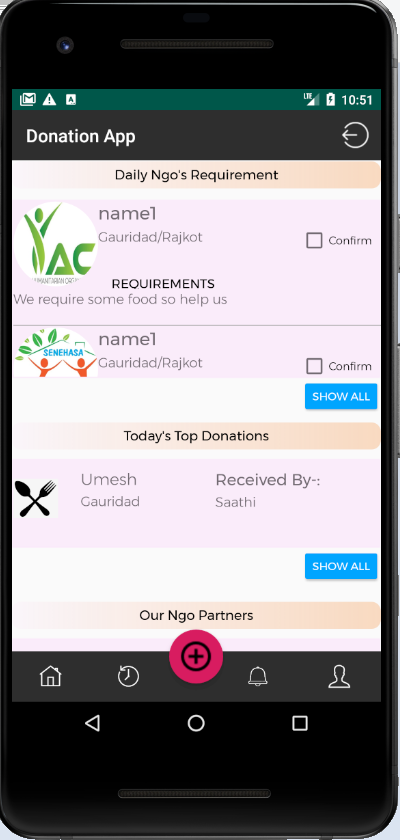 LTE 10:51
Donation App
Daily Ngo's Requirement
name1
Gauridad/Rajkot
Confirm
YAC
REQUIREMENTS
We require some food so help us
name1
SENEHASA
Gauridad/Rajkot
Confirm
SHOW ALL
Today's Top Donations
Umesh
Received By-:
Gauridad
Saathi
SHOW ALL
Our Ngo Partners